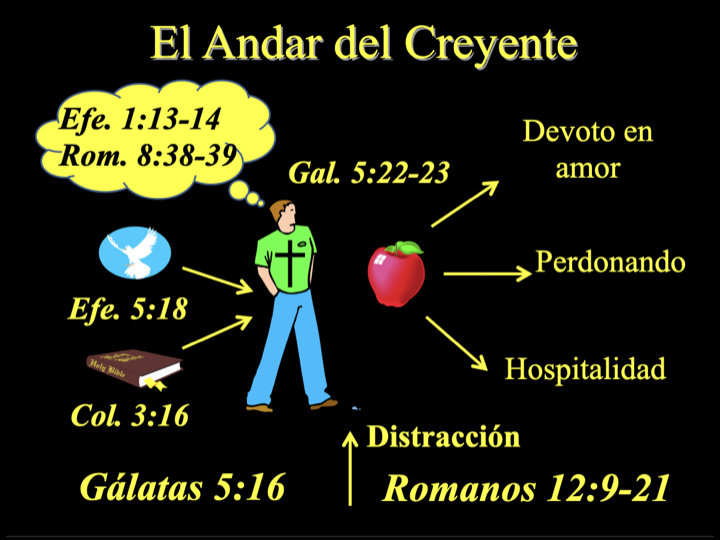 El Andar del Creyente
Efe. 1:13-14
Rom. 8:38-39
Gal. 5:22-23
Devoto en
amor
Perdonando
Efe. 5:18
Holy Bible
Hospitalidad
Col. 3:16
Distracción
Gálatas 5:16
Romanos 12:9-21